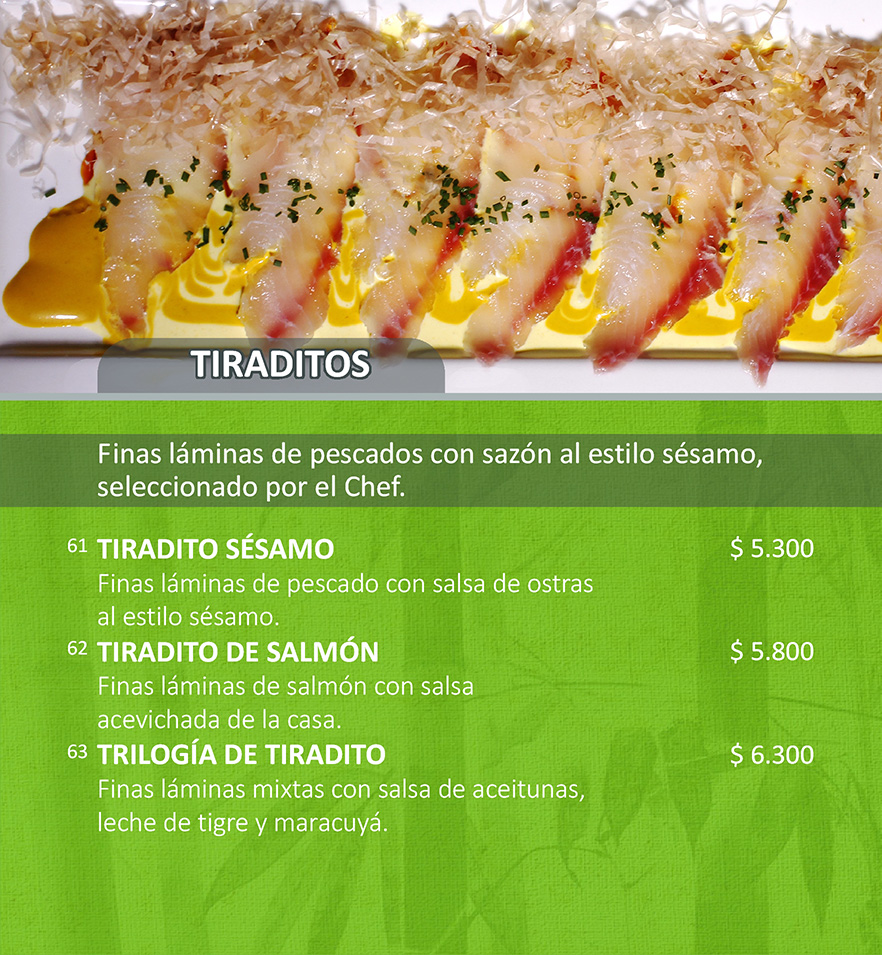 TIRADITOS
Finas láminas de pescados con sazón al estilo sésamo,
seleccionado por el Chef.
61 TIRADITO SÉSAMO $ 5.300
Finas láminas de pescado con salsa de ostras
al estilo sésamo.
62 TIRADITO DE SALMÓN $ 5.800
Finas láminas de salmón con salsa
acevichada de la casa.
63 TRILOGÍA DE TIRADITO $ 6.300
Finas láminas mixtas con salsa de aceitunas,
leche de tigre y maracuyá.